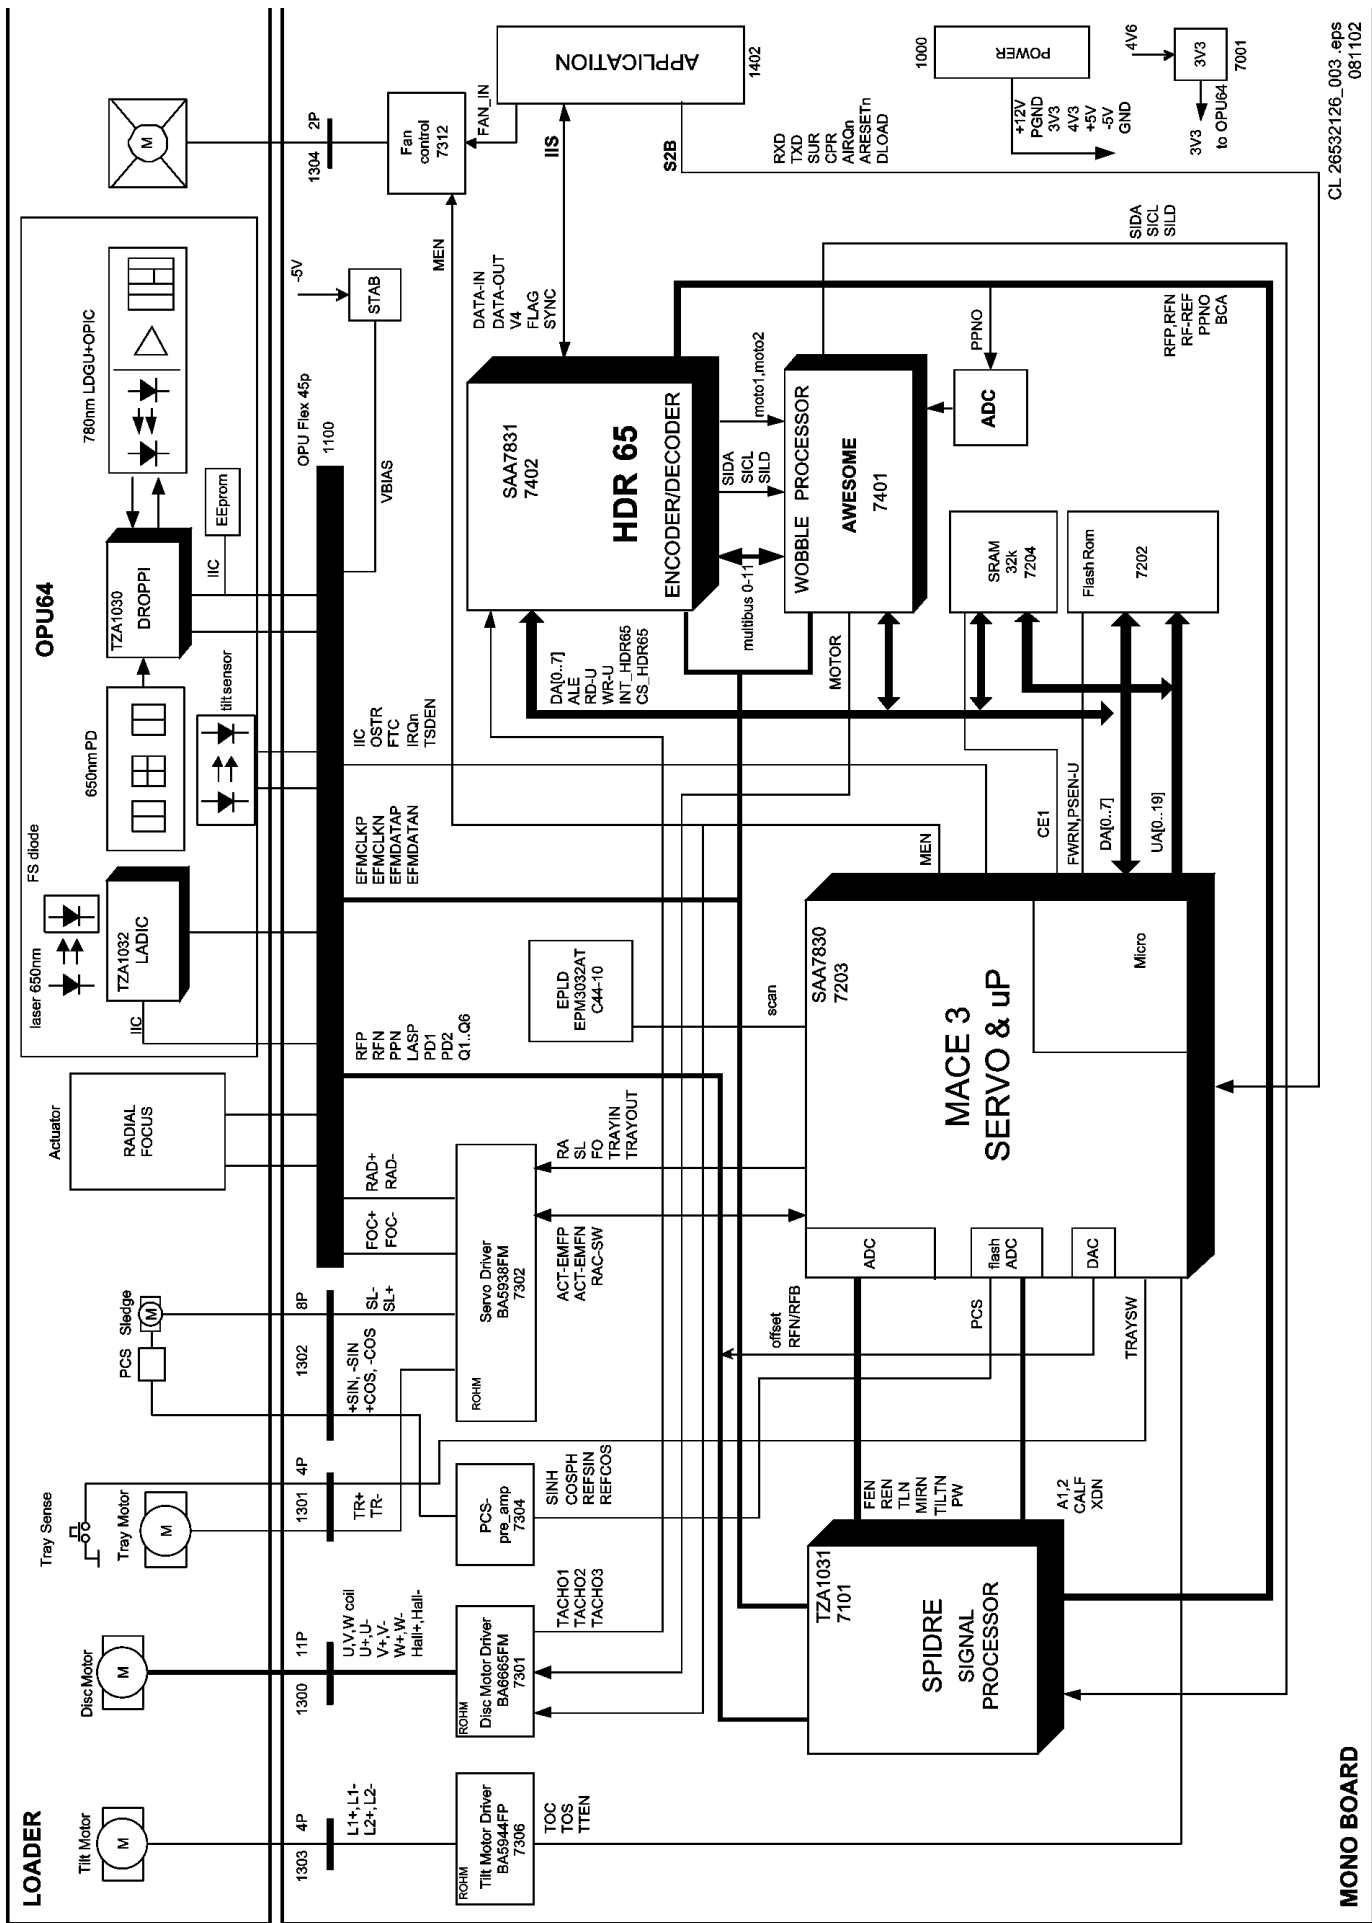 LOADER
Tilt Motor
M
Disc Motor
M
Tray Sense
Tray Motor
M
PCS
Sledge
M
Actuator
RADIAL
FOCUS
OPU64
laser 650nm
FS diode
TZA1032
LADIC
IIC
650nm PD
tilt sensor
TZA1030
DROPPI
IIC
EEprom
780nm LDGU+OPIC
M
1303
4P
L1+,L1-
L2+,L2-
1300
11P
U,V,W coil
U+,U-
V+,V-
W+,W-
Hall+,Hall-
1301
4P
TR+
TR-
1302
8P
+SIN, -SIN
+COS, -COS
SL-
SL+
FOC+
FOC-
RAD+
RAD-
OPU Flex 45p
1100
-5V
STAB
VBIAS
1304
2P
Fan
control
7312
FAN_IN
MEN
APPLICATION
1402
IIS
S2B
RXD
TXD
SUR
CPR
AIRQn
ARESETn
DLOAD
1000
POWER
+12V
PGND
3V3
4V3
+5V
-5V
GND
4V6
3V3
7001
3V3
to OPU64
ROHM
Tilt Motor Driver
BA5944FP
7306
TOC
TOS
TTEN
ROHM
Disc Motor Driver
BA6665FM
7301
TACHO1
TACHO2
TACHO3
PCS-
pre_amp
7304
SINH
COSPH
REFSIN
REFCOS
ROHM
Servo Driver
BA5938FM
7302
ACT-EMFP
ACT-EMFN
RAC-SW
RA
SL
FO
TRAYIN
TRAYOUT
RFP
RFN
PPN
LASP
PD1
PD2
Q1..Q6
EFMCLKP
EFMCLKN
EFMDATAP
EFMDATAN
IIC
OSTR
FTC
IRQn
TSDEN
EPLD
EPM3032AT
C44-10
scan
DATA-IN
DATA-OUT
V4
FLAG
SYNC
SAA7831
7402
HDR 65
ENCODER/DECODER
DA[0..7]
ALE
RD-U
WR-U
INT_HDR65
CS_HDR65
multibus 0-11
SIDA
SICL
SILD
moto1,moto2
WOBBLE PROCESSOR
AWESOME
7401
MOTOR
PPNO
ADC
SIDA
SICL
SILD
RFP,RFN
RF-REF
PPNO
BCA
SRAM
32k
7204
Flash Rom
7202
MEN
CE1
FWRN,PSEN-U
DA[0..7]
UA[0..19]
SAA7830
7203
MACE 3
SERVO & uP
Micro
ADC
flash
ADC
DAC
offset
RFN/RFB
PCS
TRAYSW
FEN
REN
TLN
MIRN
TILTN
PW
A1,2
CALF
XDN
TZA1031
7101
SPIDRE
SIGNAL
PROCESSOR
MONO BOARD
CL 26532126_003 .eps
081102